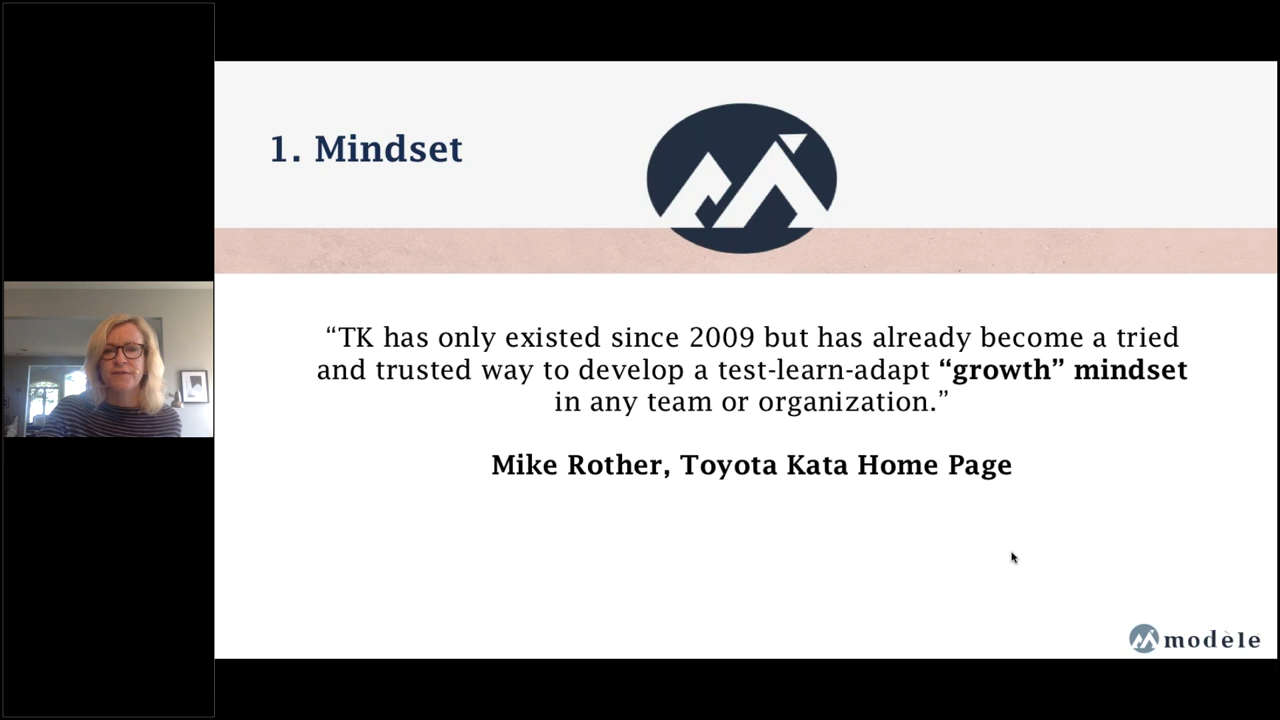 1. Mindset
“TK has only existed since 2009 but has already become a tried
and trusted way to develop a test-learn-adapt “growth” mindset
in any team or organization.”
Mike Rother, Toyota Kata Home Page
modèle